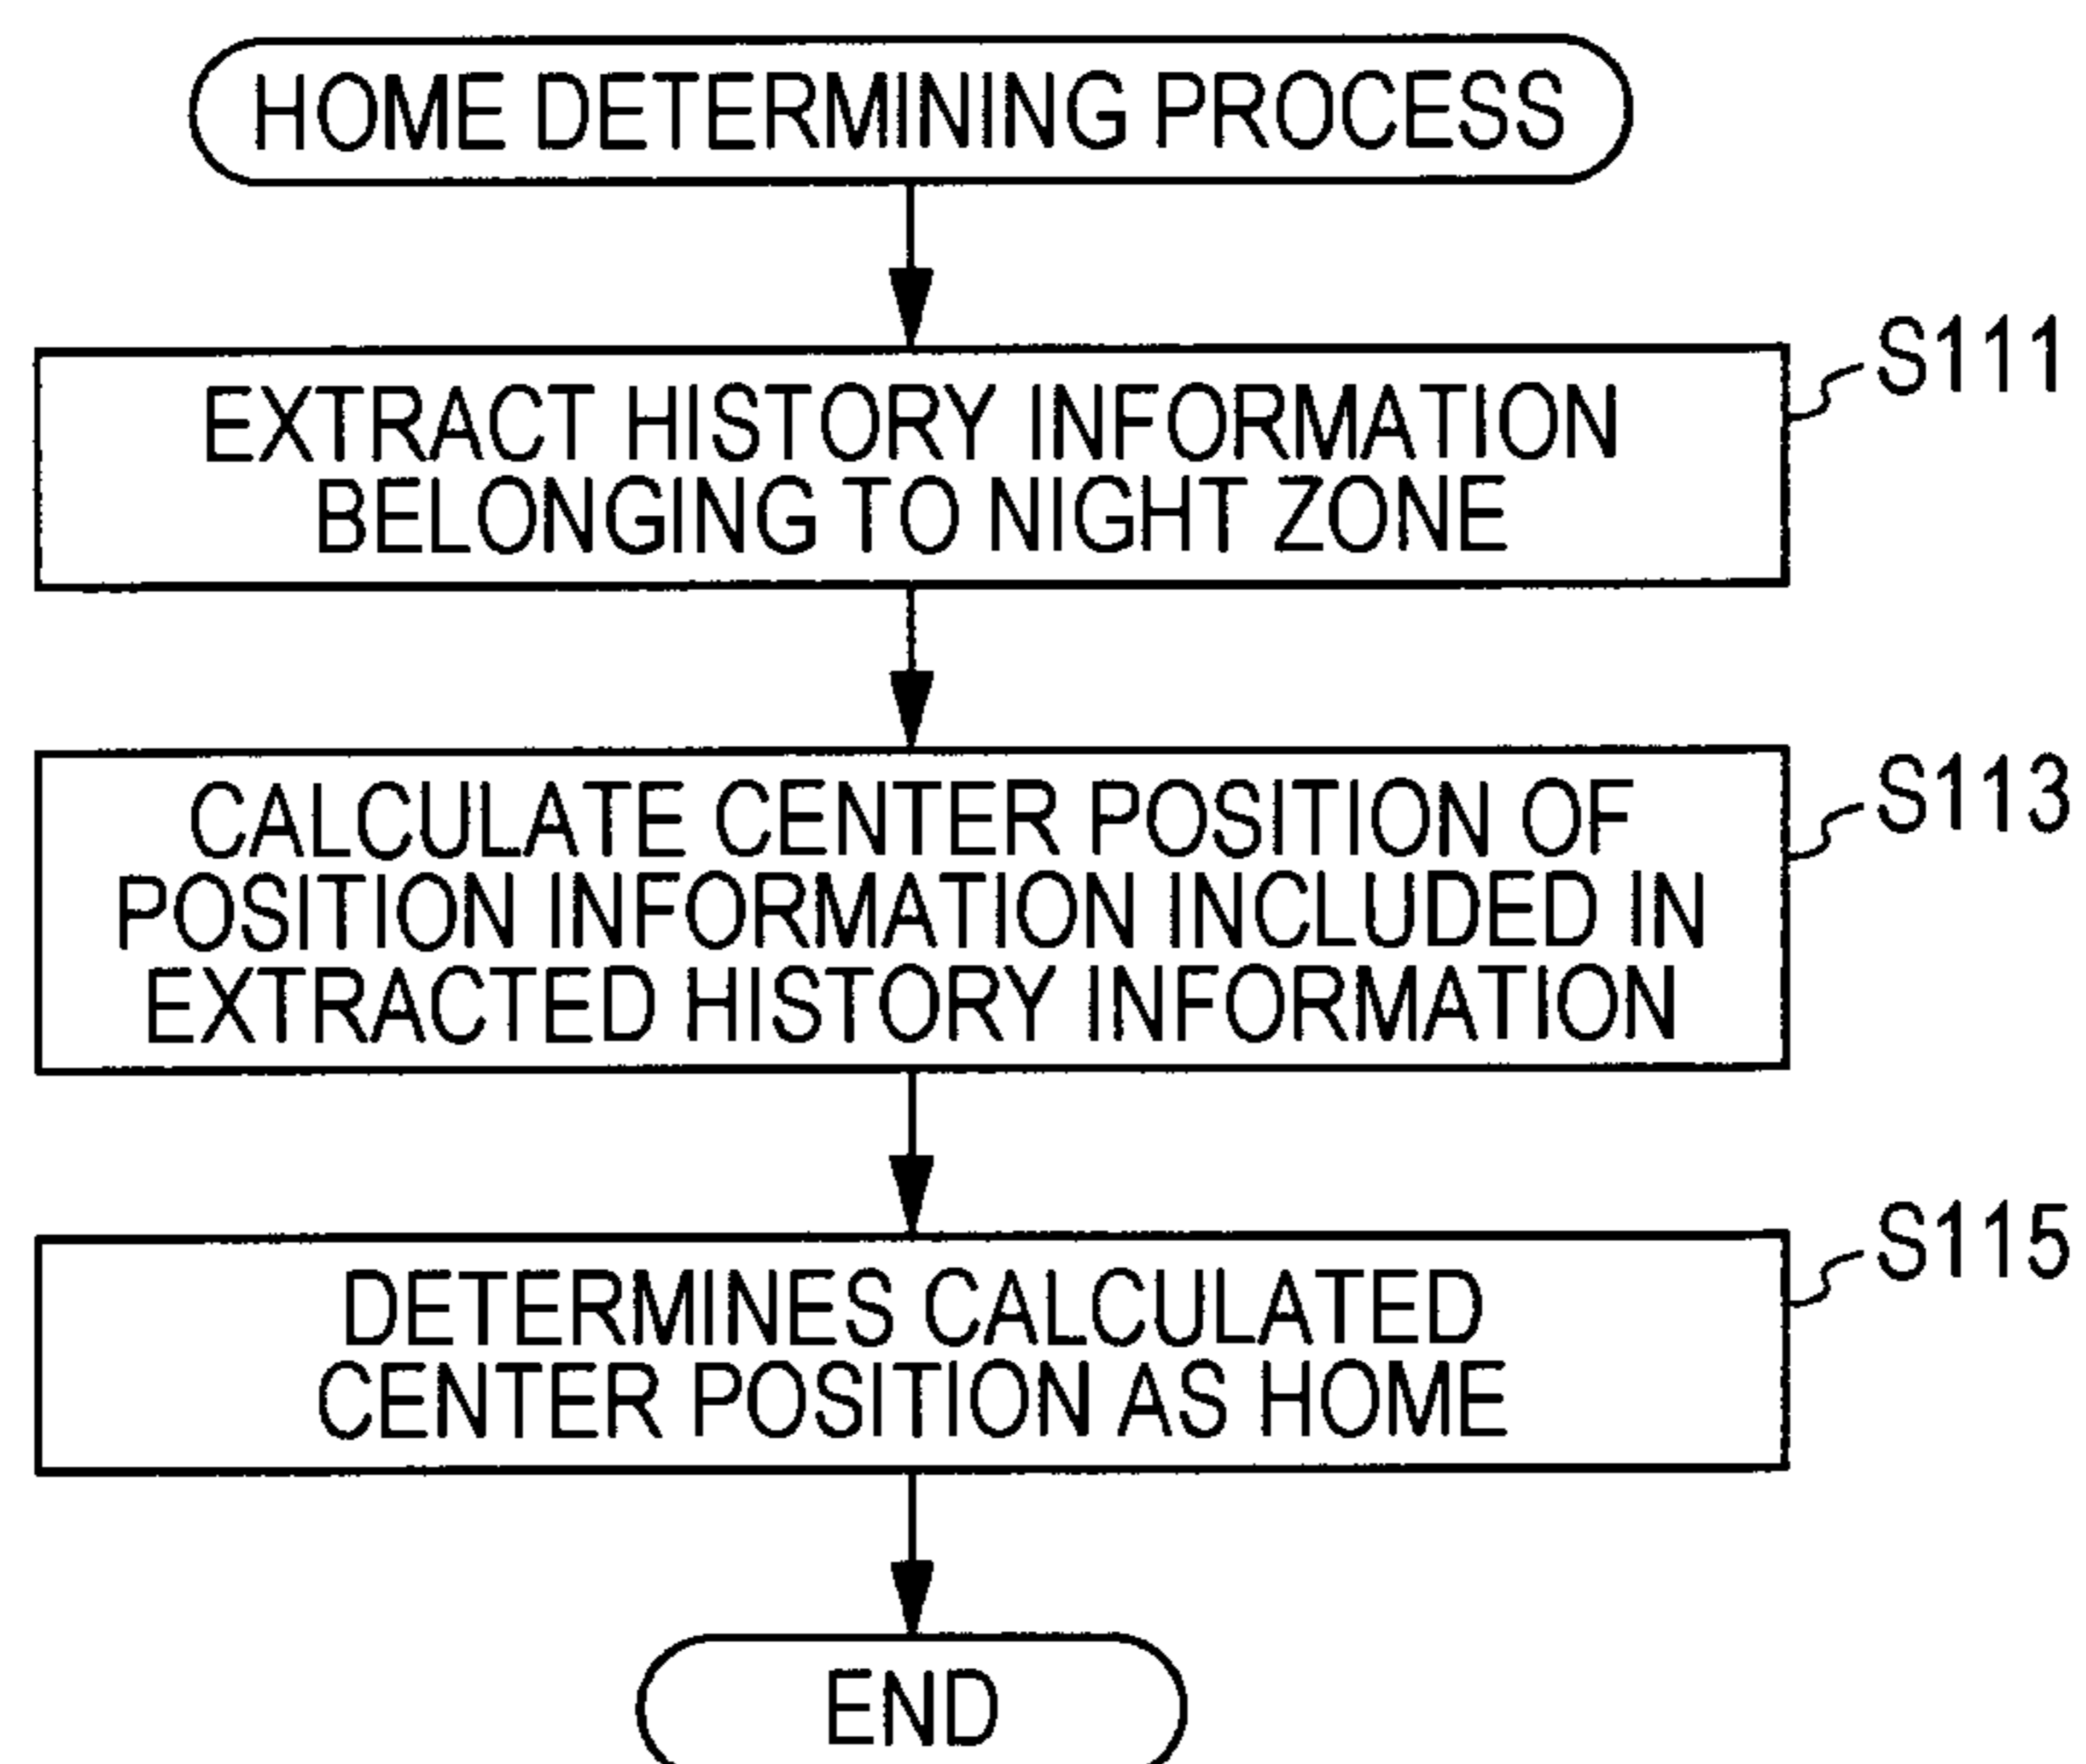 HOME DETERMINING PROCESS
S111
EXTRACT HISTORY INFORMATION
BELONGING TO NIGHT ZONE
S113
CALCULATE CENTER POSITION OF
POSITION INFORMATION INCLUDED IN
EXTRACTED HISTORY INFORMATION
S115
DETERMINES CALCULATED
CENTER POSITION AS HOME
END